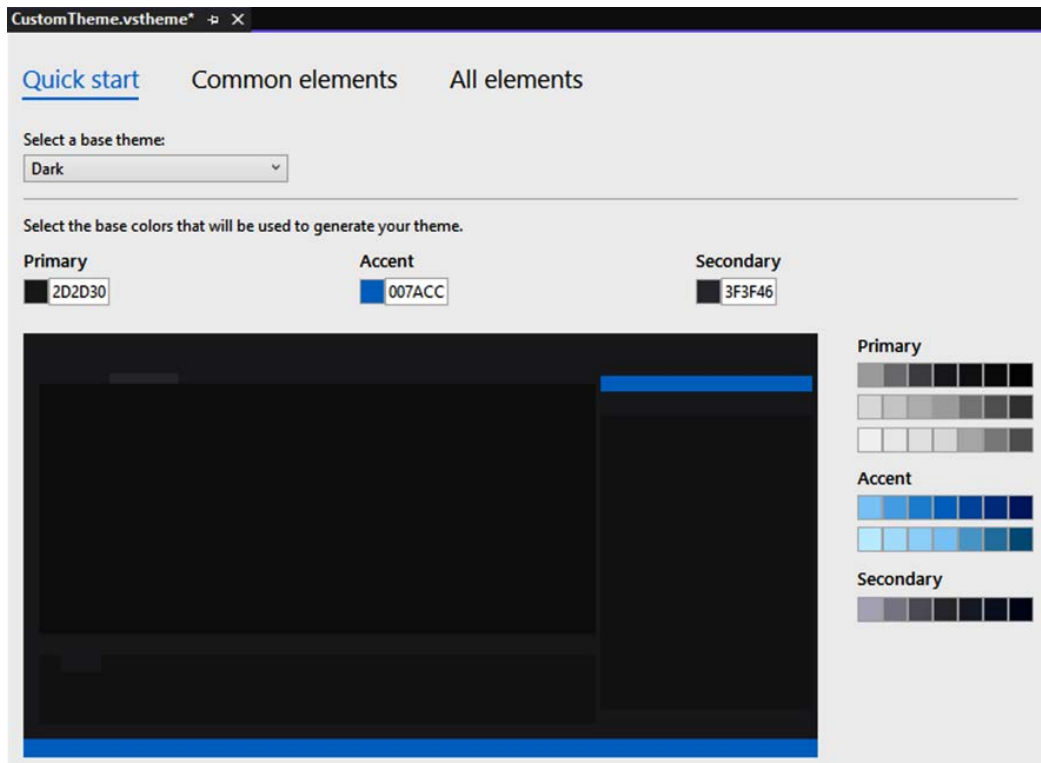 CustomTheme.vstheme*
Quick start Common elements All elements
Select a base theme:
Dark
Select the base colors that will be used to generate your theme.
Primary Accent Secondary
2D2D30 007ACC 3F3F46
Primary
Accent
Secondary